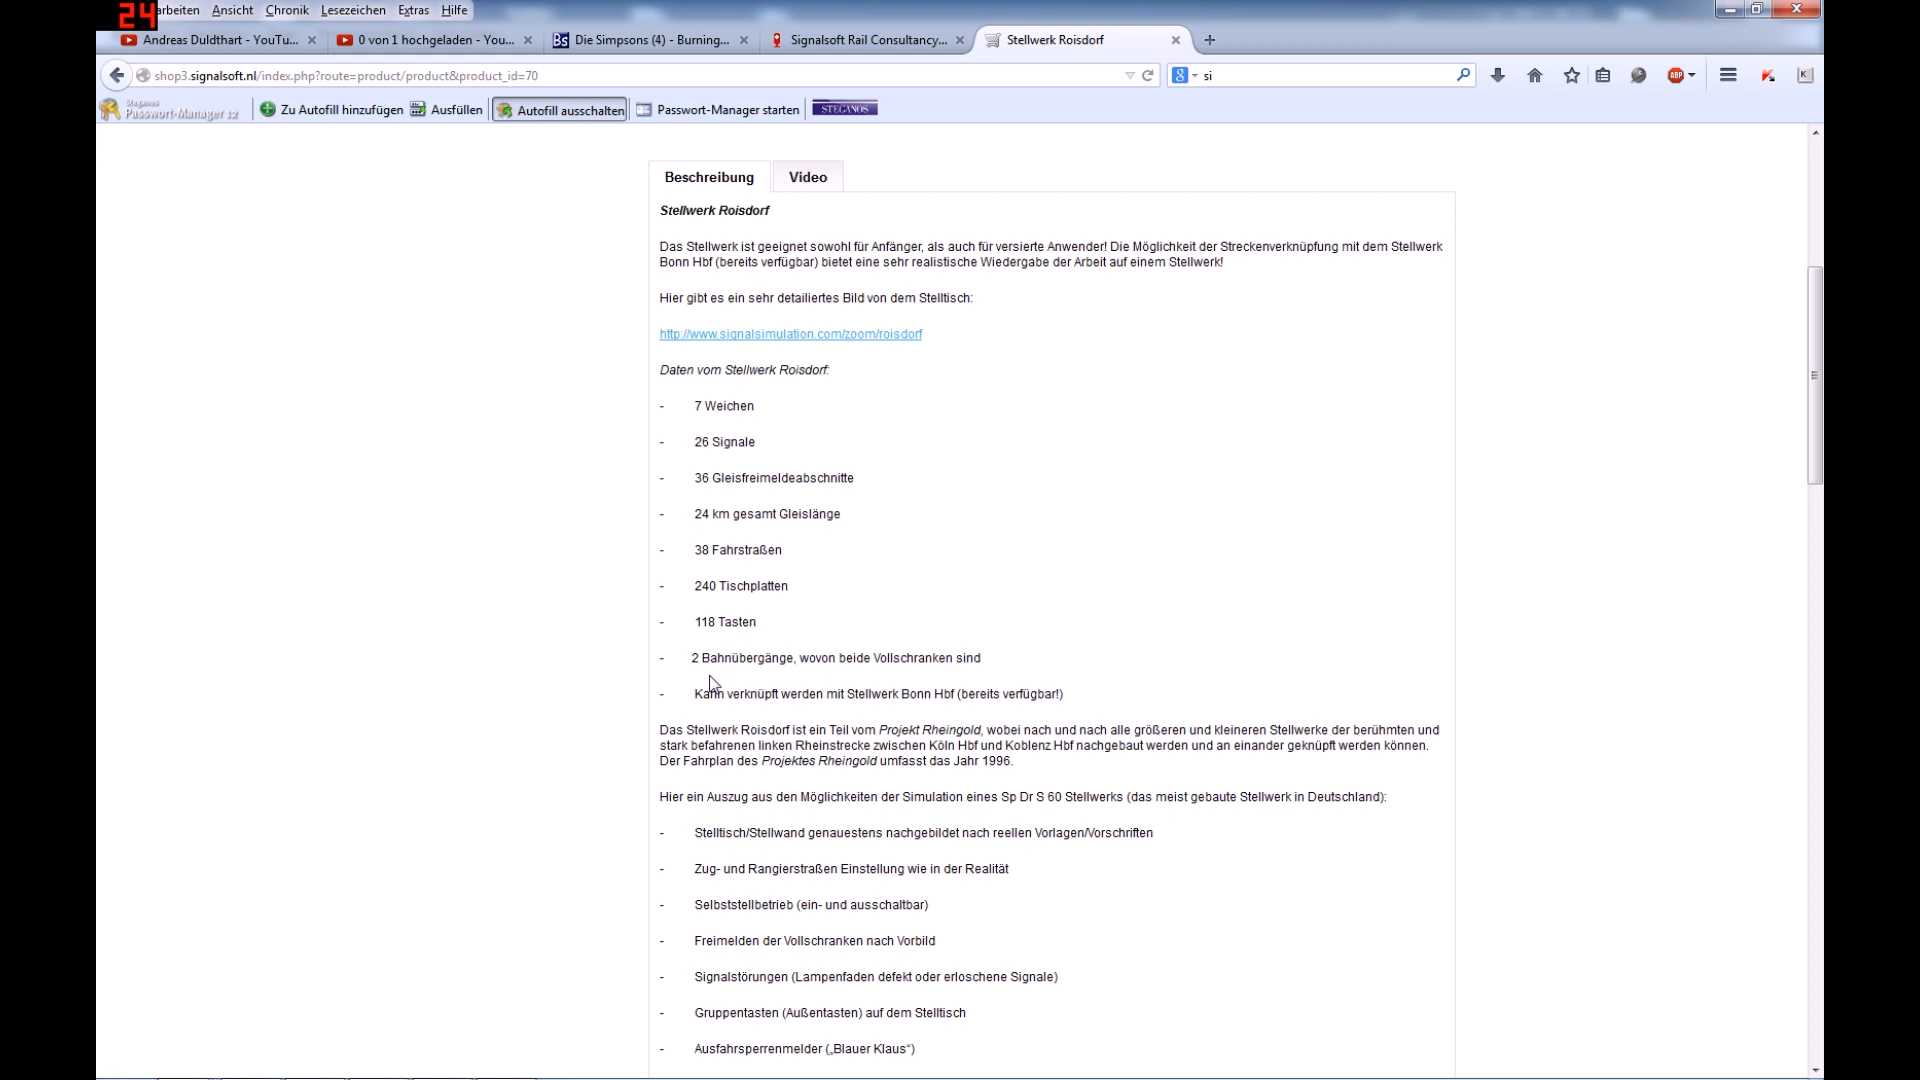 24
arbeiten Ansicht Chronik Lesezeichen Extras Hilfe
Andreas Duldthart - YouTu... 0 von 1 hochgeladen - You... BS Die Simpsons (4) - Burning... Signalsoft Rail Consultancy... Stellwerk Roisdorf
shop3.signalsoft.nl/index.php?route=product/product&product_id=70 8 si ABP K
Steganos
Passwort-Manager 12 Zu Autofill hinzufügen Ausfüllen Autofill ausschalten Passwort-Manager starten STEGANOS
Beschreibung Video
Stellwerk Roisdorf
Das Stellwerk ist geeignet sowohl für Anfänger, als auch für versierte Anwender! Die Möglichkeit der Streckenverknüpfung mit dem Stellwerk
Bonn Hbf (bereits verfügbar) bietet eine sehr realistische Wiedergabe der Arbeit auf einem Stellwerk!
Hier gibt es ein sehr detailiertes Bild von dem Stelltisch:
http://www.signalsimulation.com/zoom/roisdorf
Daten vom Stellwerk Roisdorf:
- 7 Weichen
- 26 Signale
- 36 Gleisfreimeldeabschnitte
- 24 km gesamt Gleislänge
- 38 Fahrstraßen
- 240 Tischplatten
- 118 Tasten
- 2 Bahnübergänge, wovon beide Vollschranken sind
- Kann verknüpft werden mit Stellwerk Bonn Hbf (bereits verfügbar!)
Das Stellwerk Roisdorf ist ein Teil vom Projekt Rheingold, wobei nach und nach alle größeren und kleineren Stellwerke der berühmten und
stark befahrenen linken Rheinstrecke zwischen Köln Hbf und Koblenz Hbf nachgebaut werden und an einander geknüpft werden können.
Der Fahrplan des Projektes Rheingold umfasst das Jahr 1996.
Hier ein Auszug aus den Möglichkeiten der Simulation eines Sp Dr S 60 Stellwerks (das meist gebaute Stellwerk in Deutschland):
- Stelltisch/Stellwand genauestens nachgebildet nach reellen Vorlagen/Vorschriften
- Zug- und Rangierstraßen Einstellung wie in der Realität
- Selbststellbetrieb (ein- und ausschaltbar)
- Freimelden der Vollschranken nach Vorbild
- Signalstörungen (Lampenfaden defekt oder erloschene Signale)
- Gruppentasten (Außentasten) auf dem Stelltisch
- Ausfahrsperrenmelder („Blauer Klaus“)